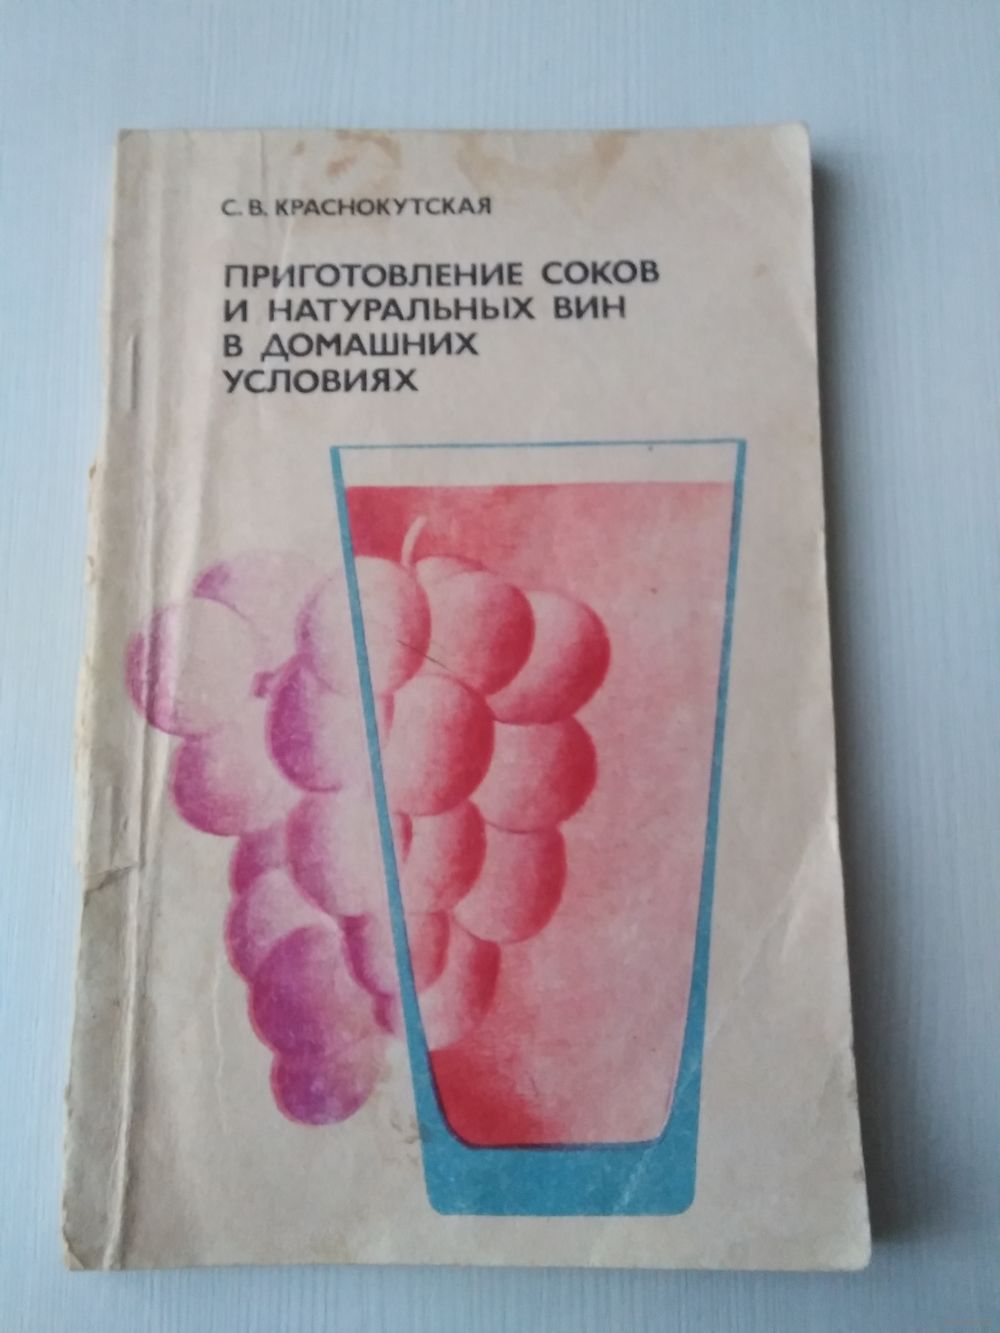 С. В. КРАСНОКУТСКАЯ
ПРИГОТОВЛЕНИЕ СОКОВ
И НАТУРАЛЬНЫХ ВИН
В ДОМАШНИХ
УСЛОВИЯХ